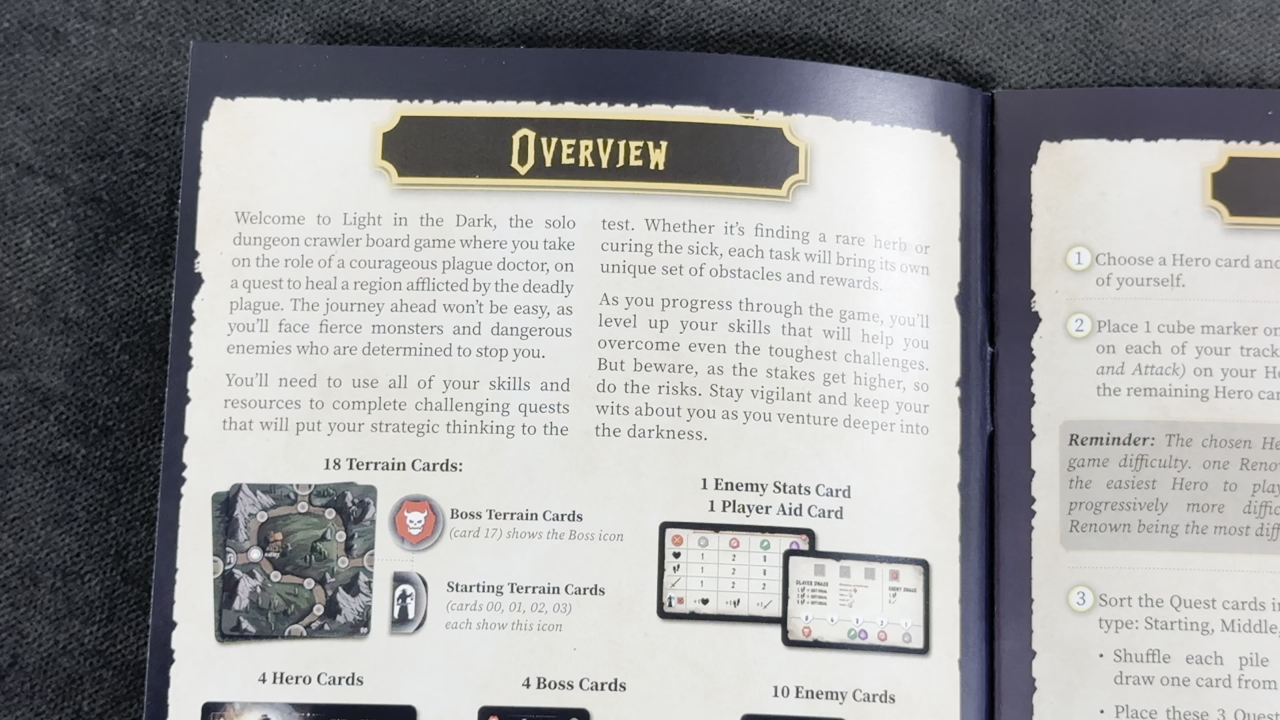 OVERVIEW
Welcome to Light in the Dark, the solo
dungeon crawler board game where you take
on the role of a courageous plague doctor, on
a quest to heal a region afflicted by the deadly
plague. The journey ahead won't be easy, as
you'll face fierce monsters and dangerous
enemies who are determined to stop you.
You'll need to use all of your skills and
resources to complete challenging quests
that will put your strategic thinking to the
test. Whether it's finding a rare herb or
curing the sick, each task will bring its own
unique set of obstacles and rewards.
As you progress through the game, you'll
level up your skills that will help you
overcome even the toughest challenges.
But beware, as the stakes get higher, so
do the risks. Stay vigilant and keep your
wits about you as you venture deeper into
the darkness.
18 Terrain Cards:
Boss Terrain Cards
(card 17) shows the Boss icon
Starting Terrain Cards
(cards 00, 01, 02, 03)
each show this icon
1 Enemy Stats Card
1 Player Aid Card
1 2
1 2
1 2 2
4 Hero Cards
4 Boss Cards
10 Enemy Cards
1 Choose a Hero card and
of yourself.
2 Place 1 cube marker on
on each of your track
and Attack) on your He
the remaining Hero car
Reminder: The chosen He
game difficulty. one Reno
the easiest Hero to play
progressively more diffic
Renown being the most diff
3 Sort the Quest cards i
type: Starting, Middle,
• Shuffle each pile
draw one card from
• Place these 3 Quest